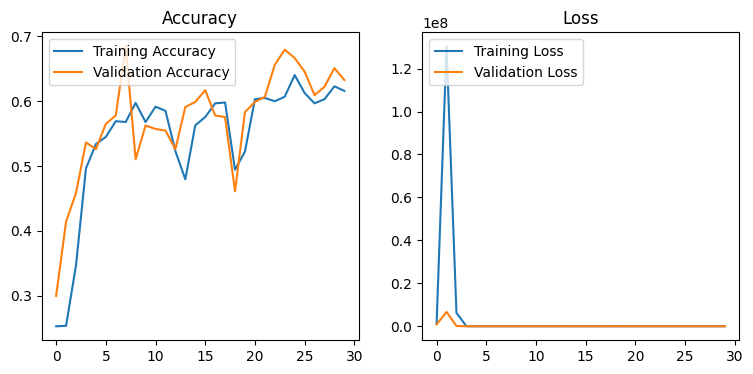 Accuracy
Training Accuracy
Validation Accuracy
0.7
0.6
0.5
0.4
0.3
0 5 10 15 20 25 30
Loss
1e8
Training Loss
Validation Loss
1.2
1.0
0.8
0.6
0.4
0.2
0.0
0 5 10 15 20 25 30